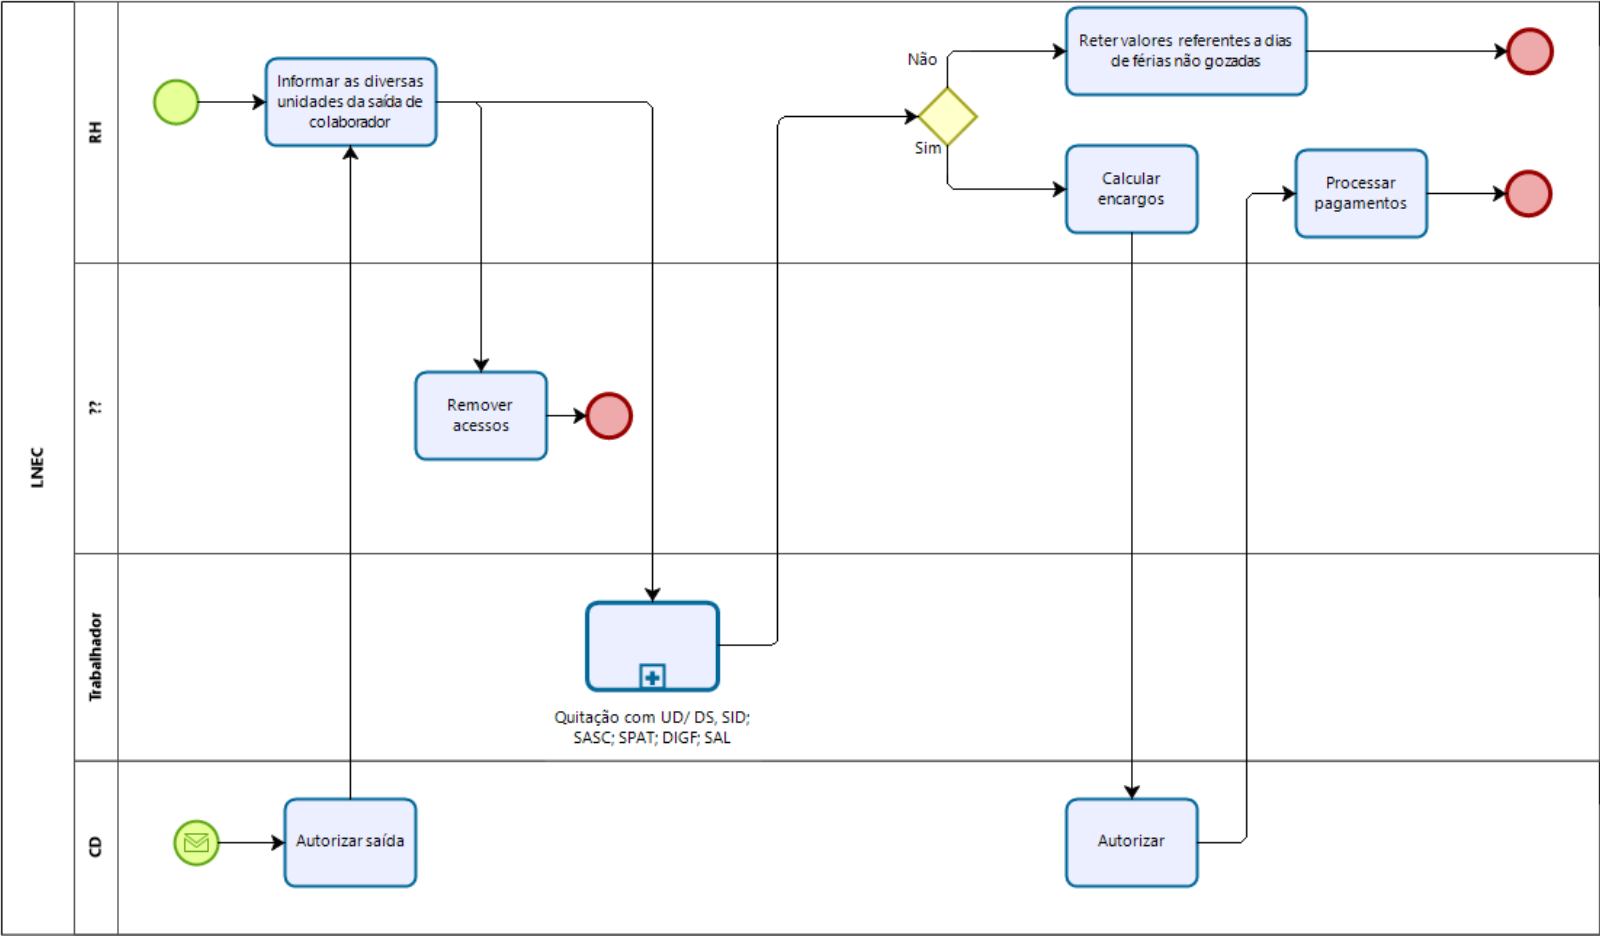 LNEC
RH
Informar as diversas
unidades da saída de
colaborador
Não
Sim
Reter valores referentes a dias
de férias não gozadas
Calcular
encargos
Processar
pagamentos
??
Remover
acessos
Trabalhador
Quitação com UD/ DS, SID;
SASC; SPAT; DIGF; SAL
CD
Autorizar saída
Autorizar